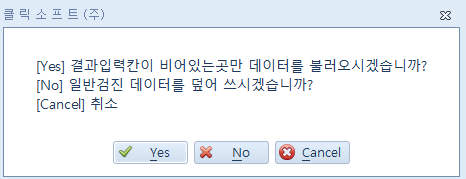 클릭소프트(주)
[Yes] 결과입력칸이 비어있는곳만 데이터를 불러오시겠습니까?
[No] 일반검진 데이터를 덮어 쓰시겠습니까?
[Cancel] 취소
Yes No Cancel